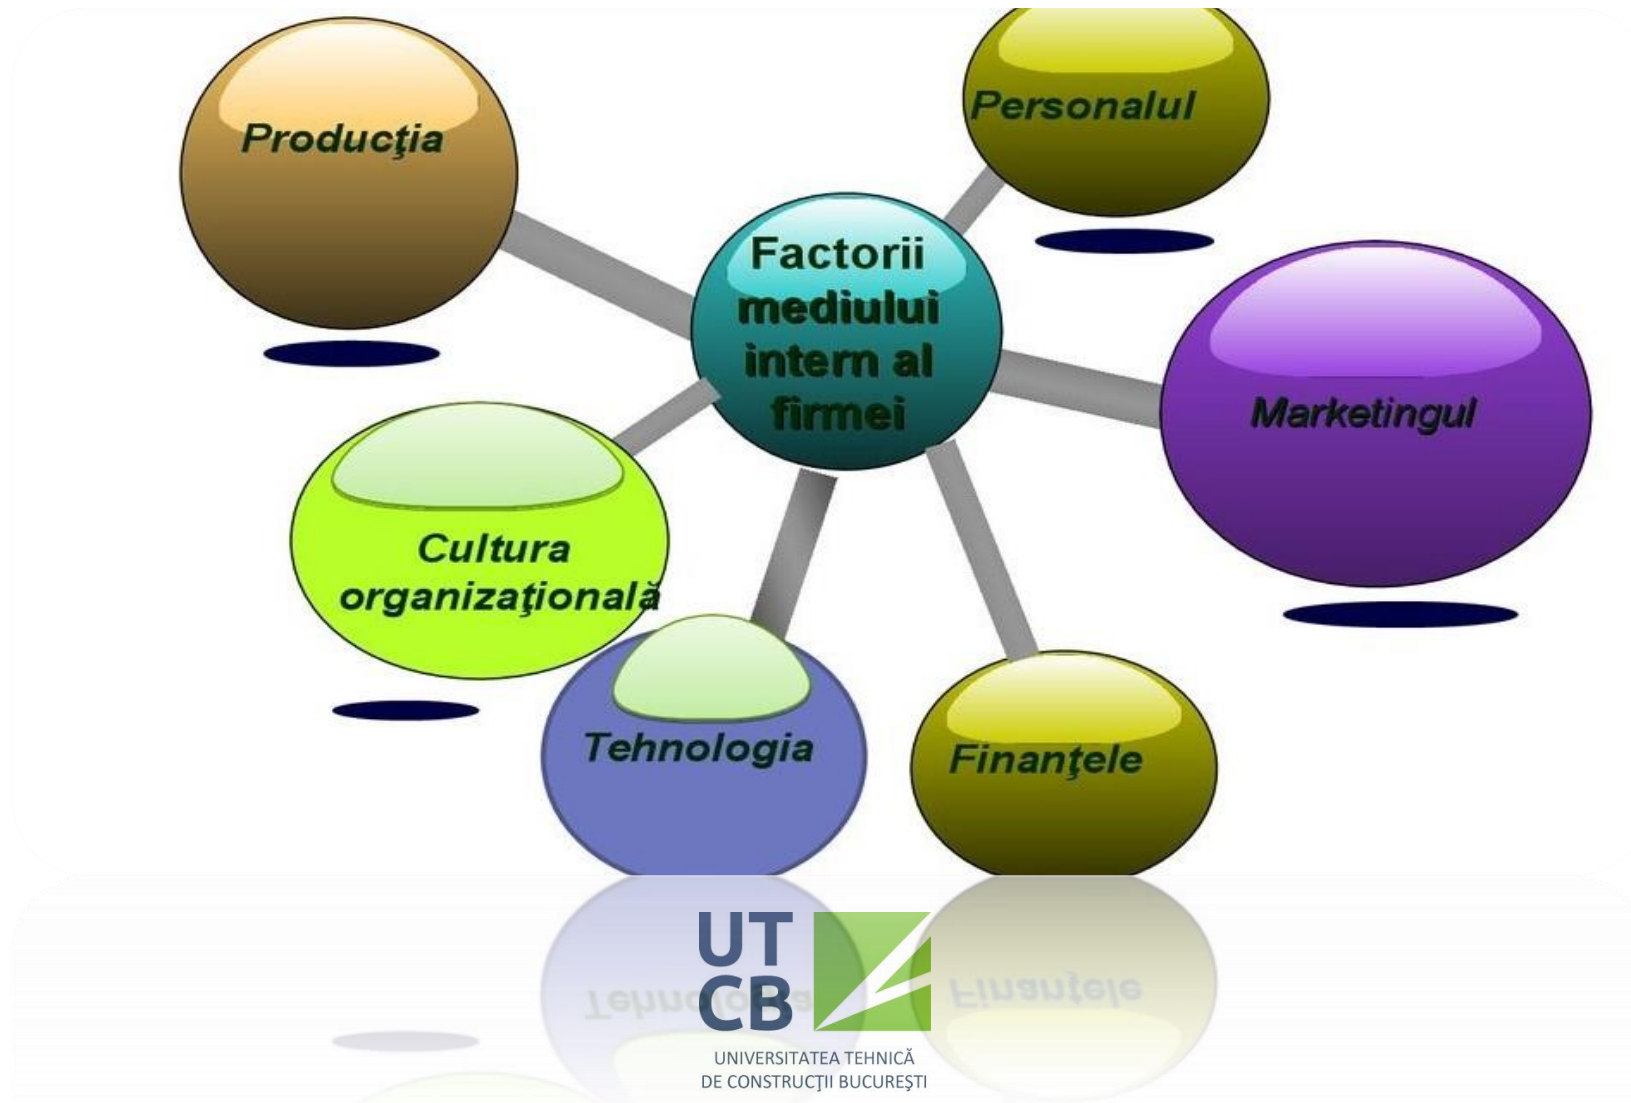 Producţia
Personalul
Factorii
mediului
intern al
firmei
Marketingul
Cultura
organizaţională
Tehnologia
Finanţele
UT
CB
UNIVERSITATEA TEHNICĂ
DE CONSTRUCŢII BUCUREŞTI